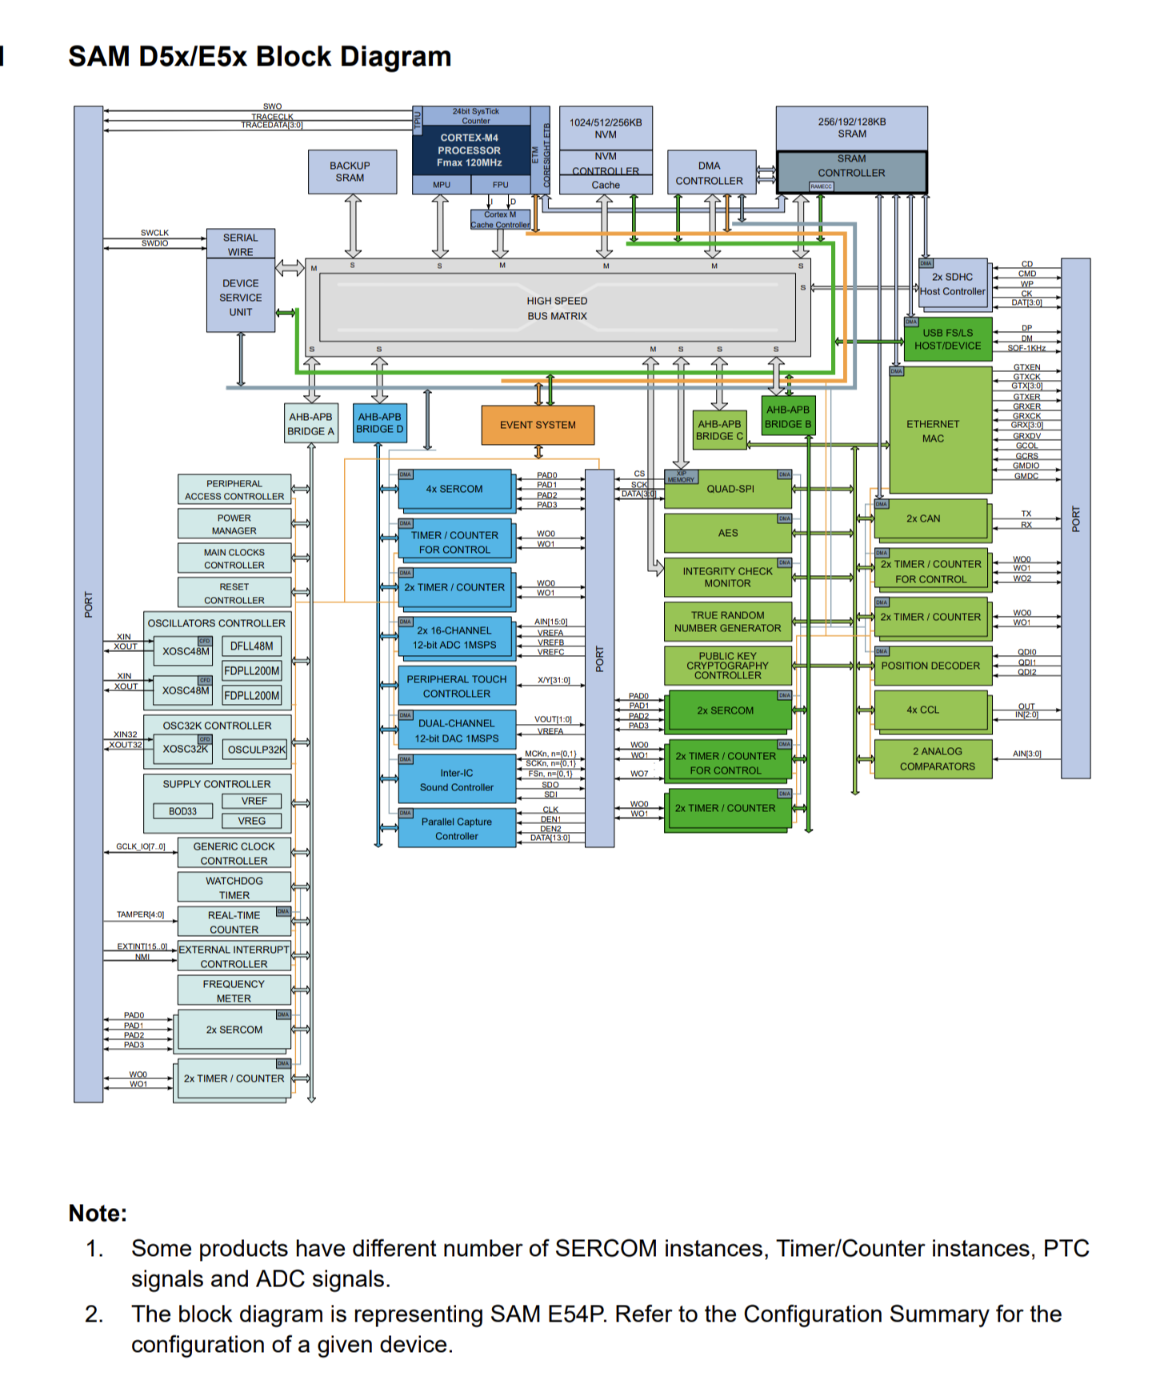 SAM D5x/E5x Block Diagram
SWO
TRACECLK
TRACEDATA[3:0]
TPIU
24bit SysTick
Counter
CORTEX-M4
PROCESSOR
Fmax 120MHz
MPU
FPU
ETM
CORESIGHT ETB
I
D
Cortex M
Cache Controller
BACKUP
SRAM
1024/512/256KB
NVM
NVM
CONTROLLER
Cache
DMA
CONTROLLER
256/192/128KB
SRAM
SRAM
CONTROLLER
RAMECC
SWCLK
SWDIO
SERIAL
WIRE
DEVICE
SERVICE
UNIT
M
S
S
M
M
M
S
S
HIGH SPEED
BUS MATRIX
S
S
M
S
S
S
DMA
2x SDHC
Host Controller
CD
CMD
WP
CK
DAT[3:0]
DMA
USB FS/LS
HOST/DEVICE
DP
DM
SOF-1KHz
DMA
ETHERNET
MAC
GTXEN
GTXCK
GTX[3:0]
GTXER
GRXER
GRXCK
GRX[3:0]
GRXDV
GCOL
GCRS
GMDIO
GMDC
AHB-APB
BRIDGE A
AHB-APB
BRIDGE D
EVENT SYSTEM
AHB-APB
BRIDGE C
AHB-APB
BRIDGE B
PORT
PERIPHERAL
ACCESS CONTROLLER
POWER
MANAGER
MAIN CLOCKS
CONTROLLER
RESET
CONTROLLER
OSCILLATORS CONTROLLER
XIN
XOUT
CFD
XOSC48M
DFLL48M
FDPLL200M
XIN
XOUT
CFD
XOSC48M
FDPLL200M
OSC32K CONTROLLER
XIN32
XOUT32
CFD
XOSC32K
OSCULP32K
SUPPLY CONTROLLER
BOD33
VREF
VREG
GCLK_IO[7..0]
GENERIC CLOCK
CONTROLLER
WATCHDOG
TIMER
TAMPER[4:0]
REAL-TIME
COUNTER
DMA
EXTINT[15..0]
NMI
EXTERNAL INTERRUPT
CONTROLLER
FREQUENCY
METER
PAD0
PAD1
PAD2
PAD3
DMA
2x SERCOM
WO0
WO1
DMA
2x TIMER / COUNTER
DMA
4x SERCOM
PAD0
PAD1
PAD2
PAD3
DMA
TIMER / COUNTER
FOR CONTROL
WO0
WO1
DMA
2x TIMER / COUNTER
WO0
WO1
DMA
2x 16-CHANNEL
12-bit ADC 1MSPS
AIN[15:0]
VREFA
VREFB
VREFC
PERIPHERAL TOUCH
CONTROLLER
X/Y[31:0]
DMA
DUAL-CHANNEL
12-bit DAC 1MSPS
VOUT[1:0]
VREFA
DMA
Inter-IC
Sound Controller
MCKn, n=(0,1)
SCKn, n=(0,1)
FSn, n=(0,1)
SDO
SDI
DMA
Parallel Capture
Controller
CLK
DEN1
DEN2
DATA[13:0]
PORT
CS
SCK
DATA[3:0]
XIP
MEMORY
DMA
QUAD-SPI
DMA
AES
DMA
INTEGRITY CHECK
MONITOR
TRUE RANDOM
NUMBER GENERATOR
PUBLIC KEY
CRYPTOGRAPHY
CONTROLLER
PAD0
PAD1
PAD2
PAD3
DMA
2x SERCOM
WO0
WO1
WO7
DMA
2x TIMER / COUNTER
FOR CONTROL
WO0
WO1
DMA
2x TIMER / COUNTER
DMA
2x CAN
TX
RX
DMA
2x TIMER / COUNTER
FOR CONTROL
WO0
WO1
WO2
DMA
2x TIMER / COUNTER
WO0
WO1
DMA
POSITION DECODER
QDI0
QDI1
QDI2
4x CCL
OUT
IN[2:0]
2 ANALOG
COMPARATORS
AIN[3:0]
PORT
Note:
1. Some products have different number of SERCOM instances, Timer/Counter instances, PTC
signals and ADC signals.
2. The block diagram is representing SAM E54P. Refer to the Configuration Summary for the
configuration of a given device.